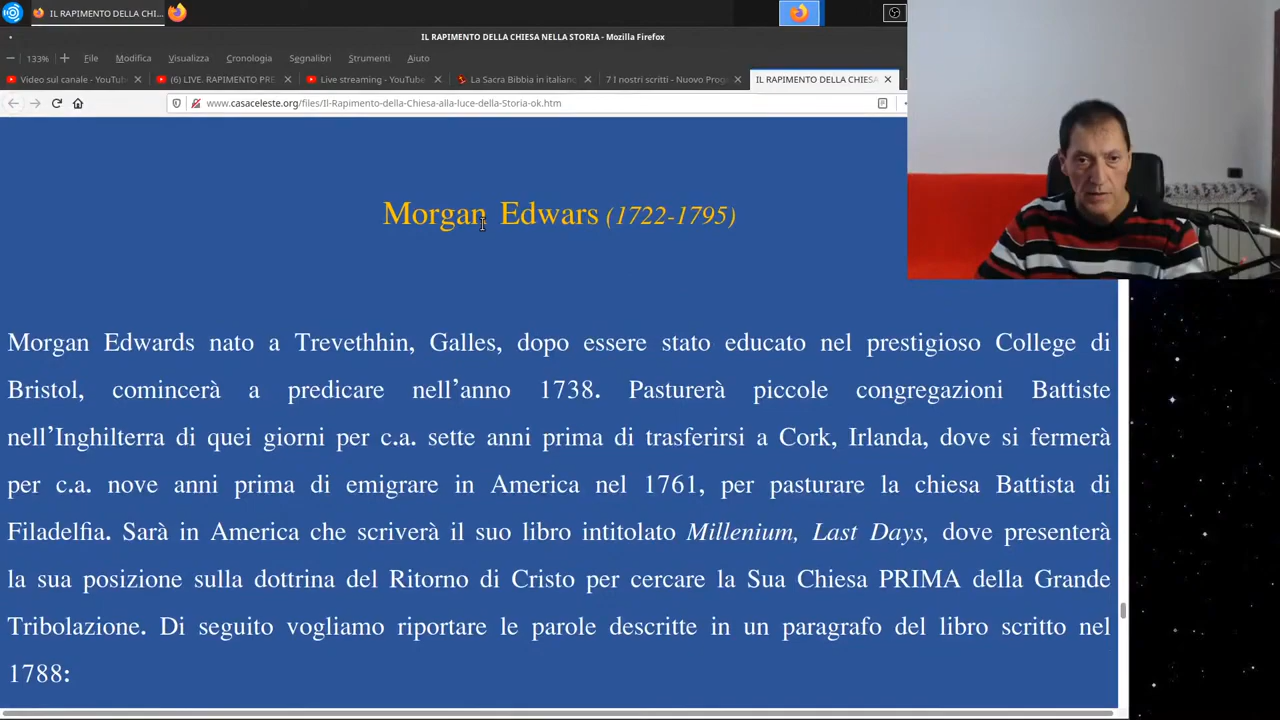 IL RAPIMENTO DELLA CHI...
IL RAPIMENTO DELLA CHIESA NELLA STORIA - Mozilla Firefox
133% File Modifica Visualizza Cronologia Segnalibri Strumenti Aiuto
Video sul canale - YouTub (6) LIVE. RAPIMENTO PRE Live streaming - YouTube La Sacra Bibbia in italiano 7 I nostri scritti - Nuovo Prog IL RAPIMENTO DELLA CHIESA
www.casaceleste.org/files/Il-Rapimento-della-Chiesa-alla-luce-della-Storia-ok.htm
Morgan Edwars (1722-1795)
Morgan Edwards nato a Trevethhin, Galles, dopo essere stato educato nel prestigioso College di
Bristol, comincerà a predicare nell’anno 1738. Pasturerà piccole congregazioni Battiste
nell’Inghilterra di quei giorni per c.a. sette anni prima di trasferirsi a Cork, Irlanda, dove si fermerà
per c.a. nove anni prima di emigrare in America nel 1761, per pasturare la chiesa Battista di
Filadelfia. Sarà in America che scriverà il suo libro intitolato Millenium, Last Days, dove presenterà
la sua posizione sulla dottrina del Ritorno di Cristo per cercare la Sua Chiesa PRIMA della Grande
Tribolazione. Di seguito vogliamo riportare le parole descritte in un paragrafo del libro scritto nel
1788: